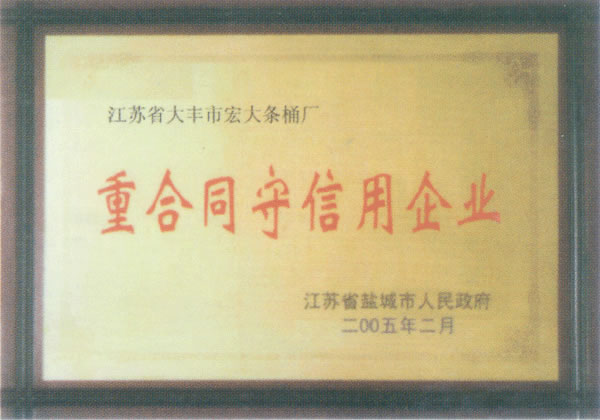 江苏省大丰市宏大条桶厂
重合同守信用企业
江苏省盐城市人民政府
二00五年二月